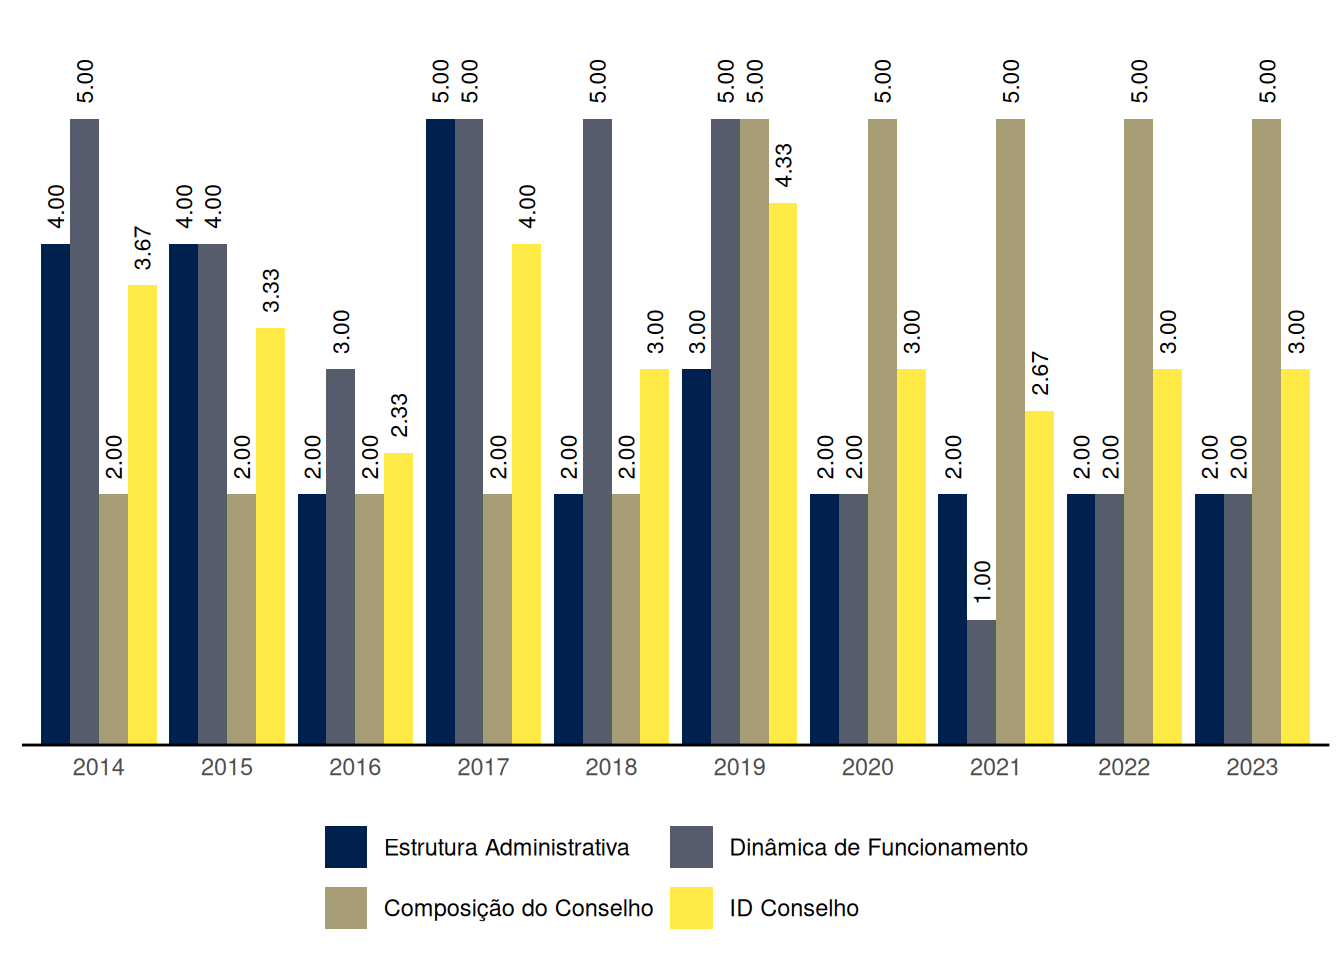 4.00 5.00 2.00 3.67
4.00 4.00 2.00 3.33
2.00 3.00 2.00 2.33
5.00 5.00 2.00 4.00
2.00 5.00 2.00 3.00
3.00 5.00 5.00 4.33
2.00 2.00 5.00 3.00
2.00 1.00 5.00 2.67
2.00 2.00 5.00 3.00
2.00 2.00 5.00 3.00
2014 2015 2016 2017 2018 2019 2020 2021 2022 2023
Estrutura Administrativa Dinâmica de Funcionamento
Composição do Conselho ID Conselho